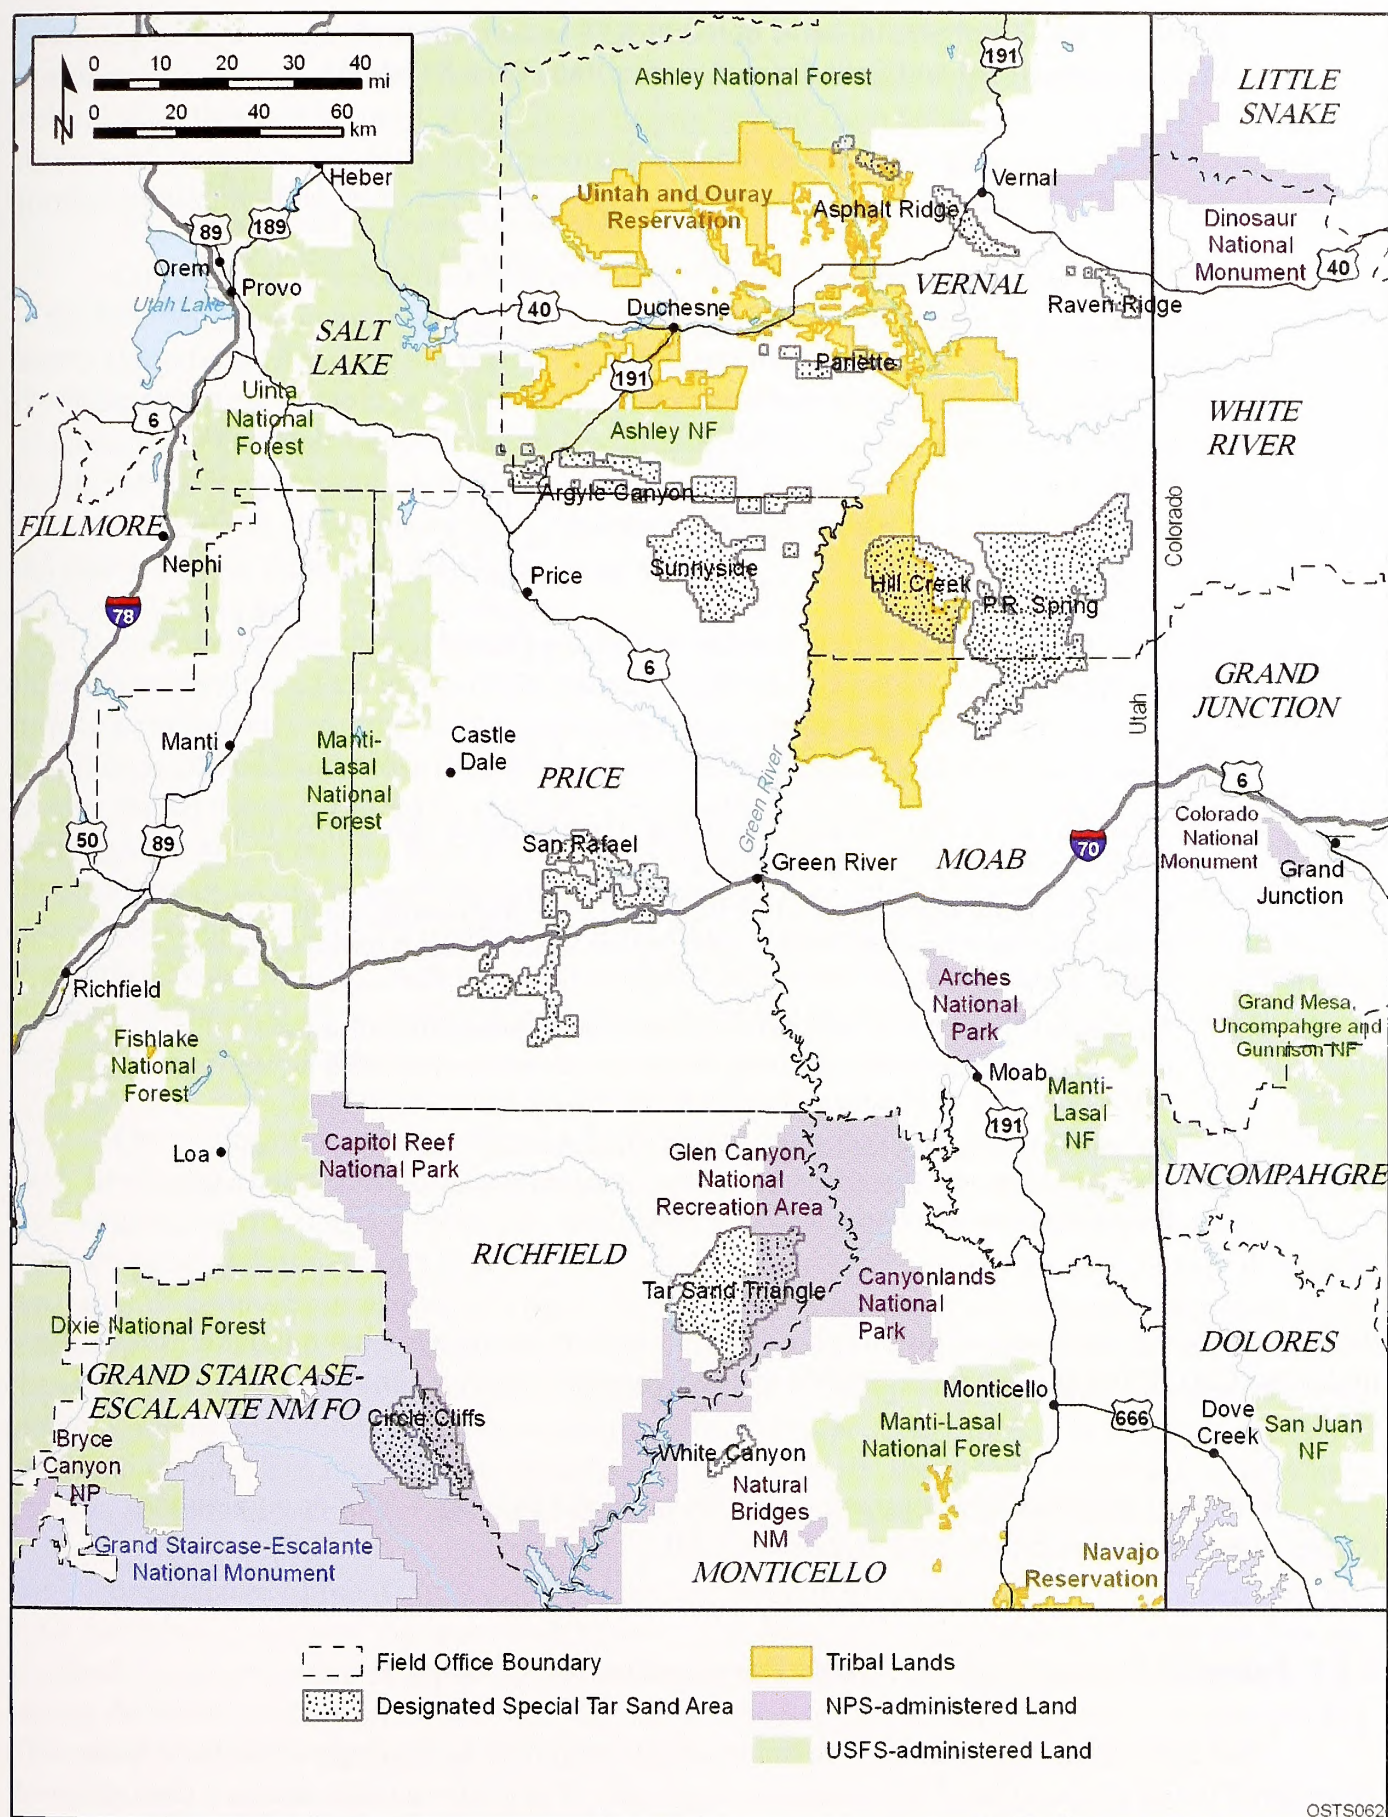 0 10 20 30 40 mi
0 20 40 60 km
N
191
Ashley National Forest
LITTLE
SNAKE
Heber
Vernal
Uintah and Ouray
Reservation
Asphalt Ridge
89
189
Dinosaur
National
Monument
40
Orem
Provo
Utah Lake
VERNAL
Raven Ridge
40
Duchesne
SALT
LAKE
191
Pariette
Uinta
National
Forest
6
Ashley NF
WHITE
RIVER
Argyle Canyon
FILLMORE
Nephi
Colorado
Price
Sunnyside
Hill Creek
P.R. Spring
78
6
GRAND
JUNCTION
Utah
Manti
Manti-
Lasal
National
Forest
Castle
Dale
PRICE
Green River
6
50
89
San Rafael
Green River
MOAB
70
Colorado
National
Monument
Grand
Junction
Richfield
Arches
National
Park
Grand Mesa,
Uncompahgre and
Gunnison NF
Fishlake
National
Forest
Moab
Manti-
Lasal
NF
191
Loa
Capitol Reef
National Park
Glen Canyon
National
Recreation Area
UNCOMPAHGRE
RICHFIELD
Tar Sand Triangle
Canyonlands
National
Park
Dixie National Forest
DOLORES
GRAND STAIRCASE-
ESCALANTE NM FO
Circle Cliffs
Monticello
666
Dove
Creek
San Juan
NF
Manti-Lasal
National Forest
Bryce
Canyon
NP
White Canyon
Natural
Bridges
NM
Grand Staircase-Escalante
National Monument
MONTICELLO
Navajo
Reservation
Field Office Boundary
Designated Special Tar Sand Area
Tribal Lands
NPS-administered Land
USFS-administered Land
OSTS062